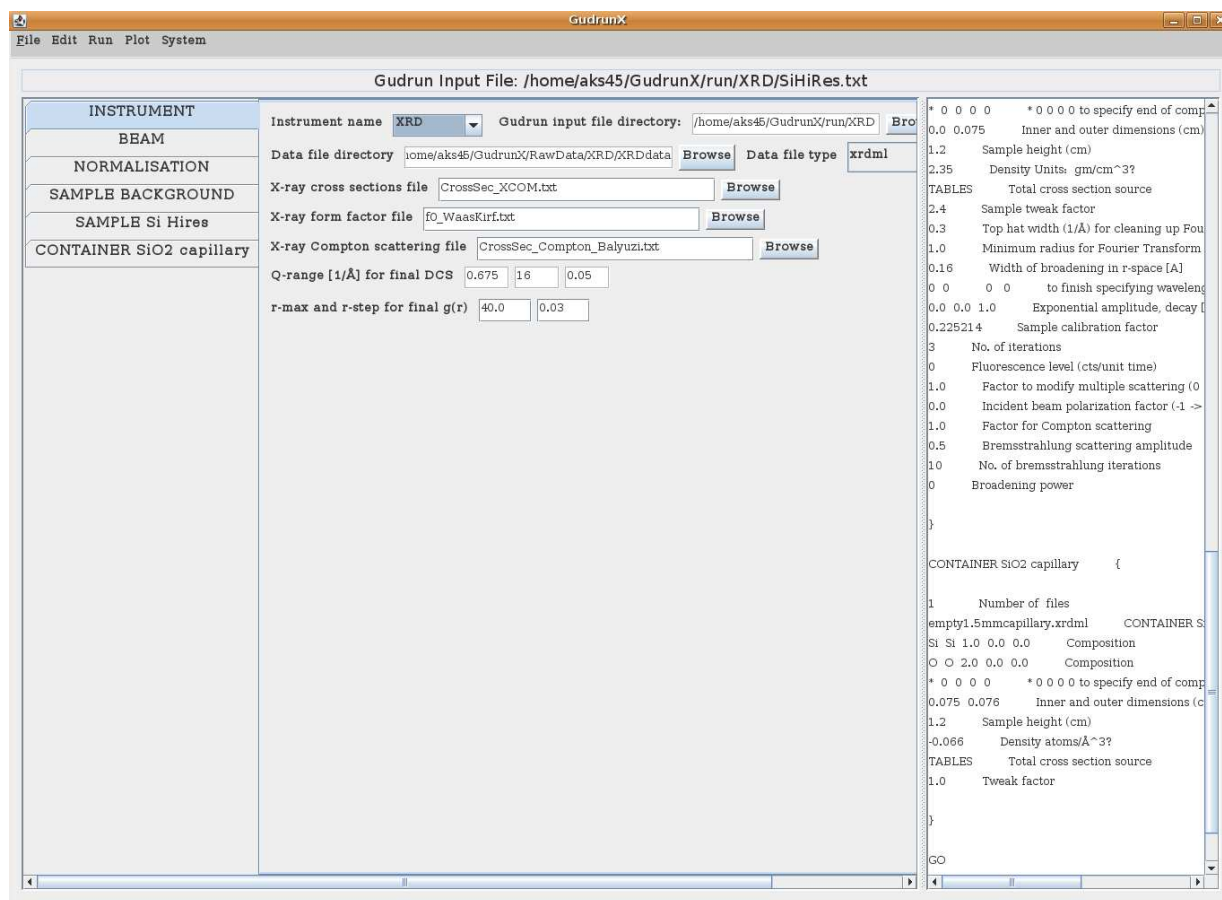 GudrunX
File Edit Run Plot System
Gudrun Input File: /home/aks45/GudrunX/run/XRD/SiHiRes.txt
INSTRUMENT
BEAM
NORMALISATION
SAMPLE BACKGROUND
SAMPLE Si Hires
CONTAINER SiO2 capillary
Instrument name XRD Gudrun input file directory: /home/aks45/GudrunX/run/XRD Bro
Data file directory ome/aks45/GudrunX/RawData/XRD/XRDdata Browse Data file type xrdml
X-ray cross sections file CrossSec_XCOM.txt Browse
X-ray form factor file f0_WaasKirf.txt Browse
X-ray Compton scattering file CrossSec_Compton_Balyuzi.txt Browse
Q-range [1/Å] for final DCS 0.675 16 0.05
r-max and r-step for final g(r) 40.0 0.03
* 0 0 0 0 * 0 0 0 0 to specify end of comp
0.0 0.075 Inner and outer dimensions (cm)
1.2 Sample height (cm)
2.35 Density Units: gm/cm^3?
TABLES Total cross section source
2.4 Sample tweak factor
0.3 Top hat width (1/Å) for cleaning up Fou
1.0 Minimum radius for Fourier Transform
0.16 Width of broadening in r-space [A]
0 0 0 0 to finish specifying waveleng
0.0 0.0 1.0 Exponential amplitude, decay [
0.225214 Sample calibration factor
3 No. of iterations
0 Fluorescence level (cts/unit time)
1.0 Factor to modify multiple scattering (0
0.0 Incident beam polarization factor (-1 ->
1.0 Factor for Compton scattering
0.5 Bremsstrahlung scattering amplitude
10 No. of bremsstrahlung iterations
0 Broadening power
}
CONTAINER SiO2 capillary {
1 Number of files
empty1.5mmcapillary.xrdml CONTAINER S
Si Si 1.0 0.0 0.0 Composition
O O 2.0 0.0 0.0 Composition
* 0 0 0 0 * 0 0 0 0 to specify end of comp
0.075 0.076 Inner and outer dimensions (c
1.2 Sample height (cm)
-0.066 Density atoms/Å^3?
TABLES Total cross section source
1.0 Tweak factor
}
GO